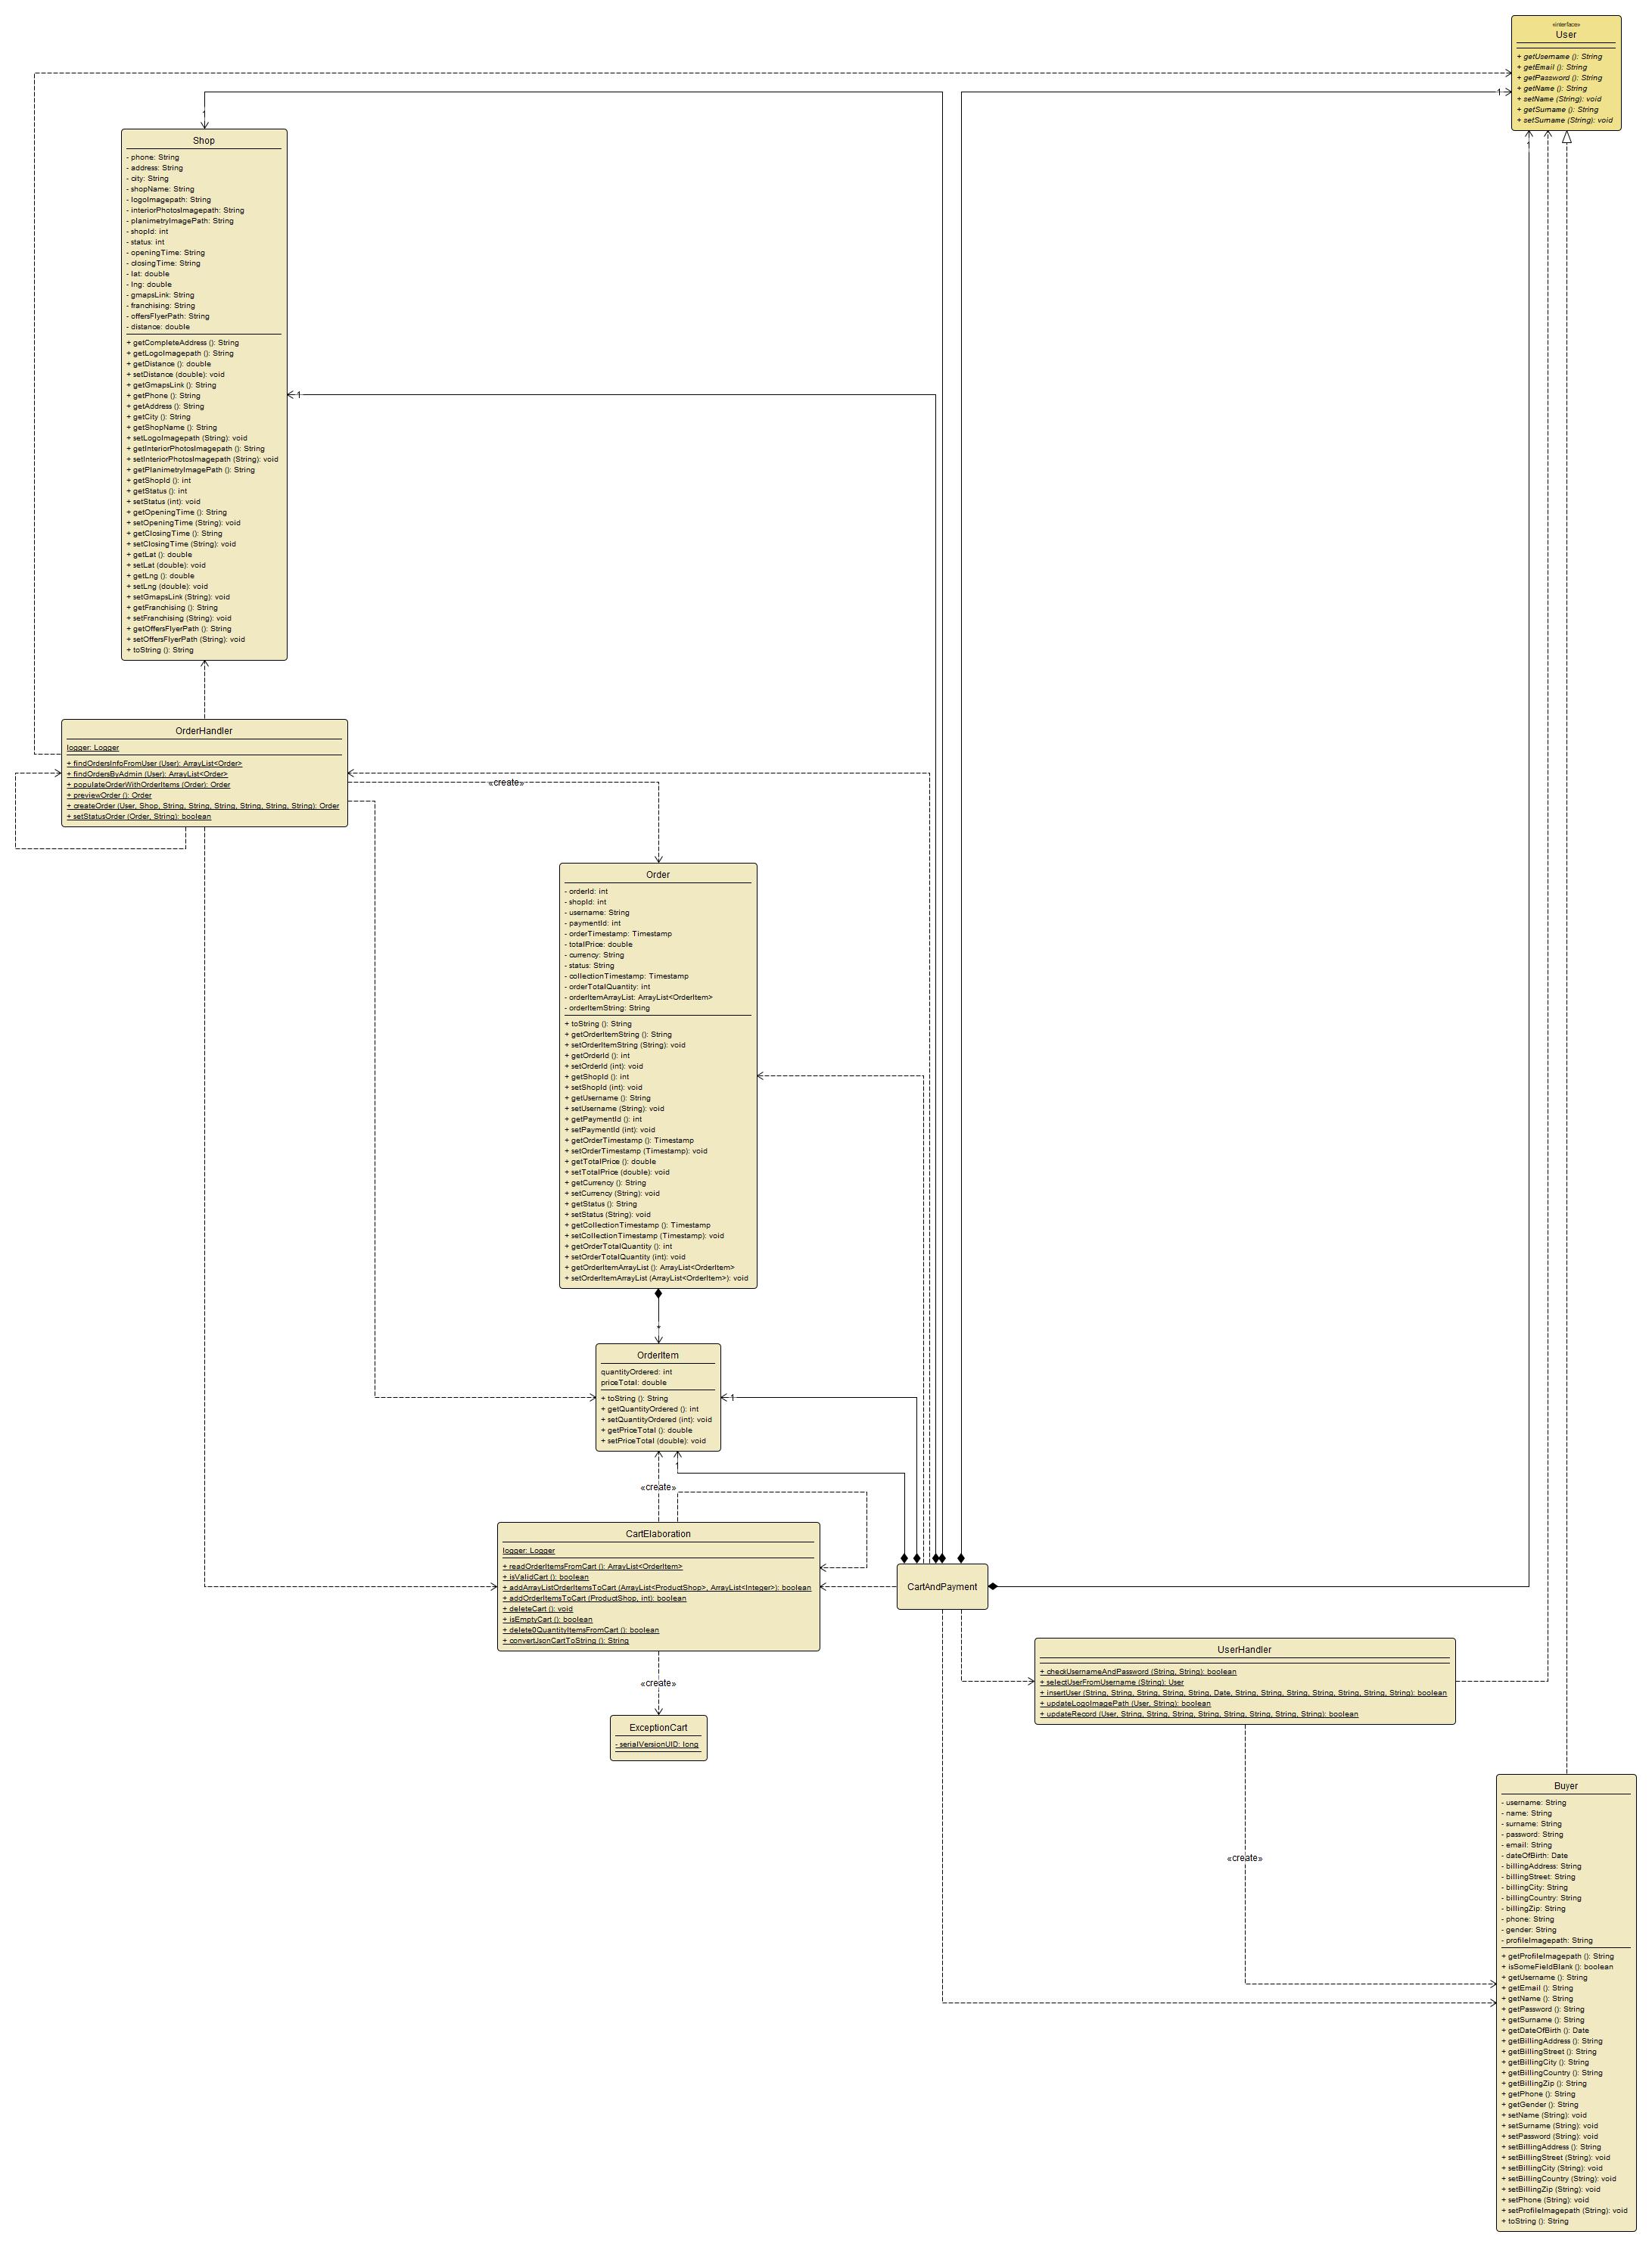 «interface»
User
+ getUsername (): String
+ getEmail (): String
+ getPassword (): String
+ getName (): String
+ setName (String): void
+ getSurname (): String
+ setSurname (String): void
1
1
1
Shop
- phone: String
- address: String
- city: String
- shopName: String
- logoImagepath: String
- interiorPhotosImagepath: String
- planimetryImagePath: String
- shopId: int
- status: int
- openingTime: String
- closingTime: String
- lat: double
- lng: double
- gmapsLink: String
- franchising: String
- offersFlyerPath: String
- distance: double
+ getCompleteAddress (): String
+ getLogoImagepath (): String
+ getDistance (): double
+ setDistance (double): void
+ getGmapsLink (): String
+ getPhone (): String
+ getAddress (): String
+ getCity (): String
+ getShopName (): String
+ setLogoImagepath (String): void
+ getInteriorPhotosImagepath (): String
+ setInteriorPhotosImagepath (String): void
+ getPlanimetryImagePath (): String
+ getShopId (): int
+ getStatus (): int
+ setStatus (int): void
+ getOpeningTime (): String
+ setOpeningTime (String): void
+ getClosingTime (): String
+ setClosingTime (String): void
+ getLat (): double
+ setLat (double): void
+ getLng (): double
+ setLng (double): void
+ setGmapsLink (String): void
+ getFranchising (): String
+ setFranchising (String): void
+ getOffersFlyerPath (): String
+ setOffersFlyerPath (String): void
+ toString (): String
1
OrderHandler
logger: Logger
+ findOrdersInfoFromUser (User): ArrayList<Order>
+ findOrdersByAdmin (User): ArrayList<Order>
+ populateOrderWithOrderItems (Order): Order
+ previewOrder (): Order
+ createOrder (User, Shop, String, String, String, String, String, String): Order
+ setStatusOrder (Order, String): boolean
«create»
Order
- orderId: int
- shopId: int
- username: String
- paymentId: int
- orderTimestamp: Timestamp
- totalPrice: double
- currency: String
- status: String
- collectionTimestamp: Timestamp
- orderTotalQuantity: int
- orderItemArrayList: ArrayList<OrderItem>
- orderItemString: String
+ toString (): String
+ getOrderItemString (): String
+ setOrderItemString (String): void
+ getOrderId (): int
+ setOrderId (int): void
+ getShopId (): int
+ setShopId (int): void
+ getUsername (): String
+ setUsername (String): void
+ getPaymentId (): int
+ setPaymentId (int): void
+ getOrderTimestamp (): Timestamp
+ setOrderTimestamp (Timestamp): void
+ getTotalPrice (): double
+ setTotalPrice (double): void
+ getCurrency (): String
+ setCurrency (String): void
+ getStatus (): String
+ setStatus (String): void
+ getCollectionTimestamp (): Timestamp
+ setCollectionTimestamp (Timestamp): void
+ getOrderTotalQuantity (): int
+ setOrderTotalQuantity (int): void
+ getOrderItemArrayList (): ArrayList<OrderItem>
+ setOrderItemArrayList (ArrayList<OrderItem>): void
*
OrderItem
quantityOrdered: int
priceTotal: double
+ toString (): String
+ getQuantityOrdered (): int
+ setQuantityOrdered (int): void
+ getPriceTotal (): double
+ setPriceTotal (double): void
1
1
«create»
CartElaboration
logger: Logger
+ readOrderItemsFromCart (): ArrayList<OrderItem>
+ isValidCart (): boolean
+ addArrayListOrderItemsToCart (ArrayList<ProductShop>, ArrayList<Integer>): boolean
+ addOrderItemsToCart (ProductShop, int): boolean
+ deleteCart (): void
+ isEmptyCart (): boolean
+ delete0QuantityItemsFromCart (): boolean
+ convertJsonCartToString (): String
CartAndPayment
«create»
ExceptionCart
- serialVersionUID: long
UserHandler
+ checkUsernameAndPassword (String, String): boolean
+ selectUserFromUsername (String): User
+ insertUser (String, String, String, String, String, Date, String, String, String, String, String, String, String): boolean
+ updateLogoImagePath (User, String): boolean
+ updateRecord (User, String, String, String, String, String, String, String, String): boolean
«create»
Buyer
- username: String
- name: String
- surname: String
- password: String
- email: String
- dateOfBirth: Date
- billingAddress: String
- billingStreet: String
- billingCity: String
- billingCountry: String
- billingZip: String
- phone: String
- gender: String
- profileImagepath: String
+ getProfileImagepath (): String
+ isSomeFieldBlank (): boolean
+ getUsername (): String
+ getEmail (): String
+ getName (): String
+ getPassword (): String
+ getSurname (): String
+ getDateOfBirth (): Date
+ getBillingAddress (): String
+ getBillingStreet (): String
+ getBillingCity (): String
+ getBillingCountry (): String
+ getBillingZip (): String
+ getPhone (): String
+ getGender (): String
+ setName (String): void
+ setSurname (String): void
+ setPassword (String): void
+ setBillingAddress (): String
+ setBillingStreet (String): void
+ setBillingCity (String): void
+ setBillingCountry (String): void
+ setBillingZip (String): void
+ setPhone (String): void
+ setProfileImagepath (String): void
+ toString (): String